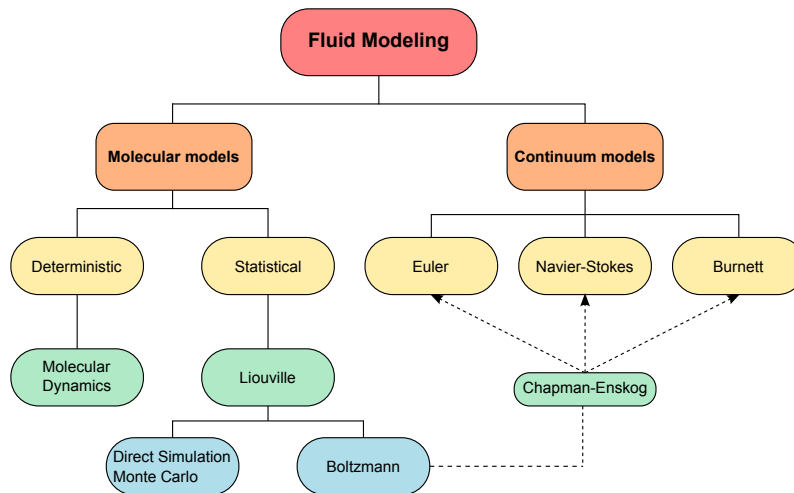 Fluid Modeling
Molecular models
Continuum models
Deterministic
Statistical
Euler
Navier-Stokes
Burnett
Molecular
Dynamics
Liouville
Chapman-Enskog
Direct Simulation
Monte Carlo
Boltzmann